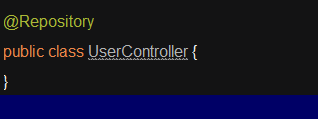 @Repository
public class UserController {
}